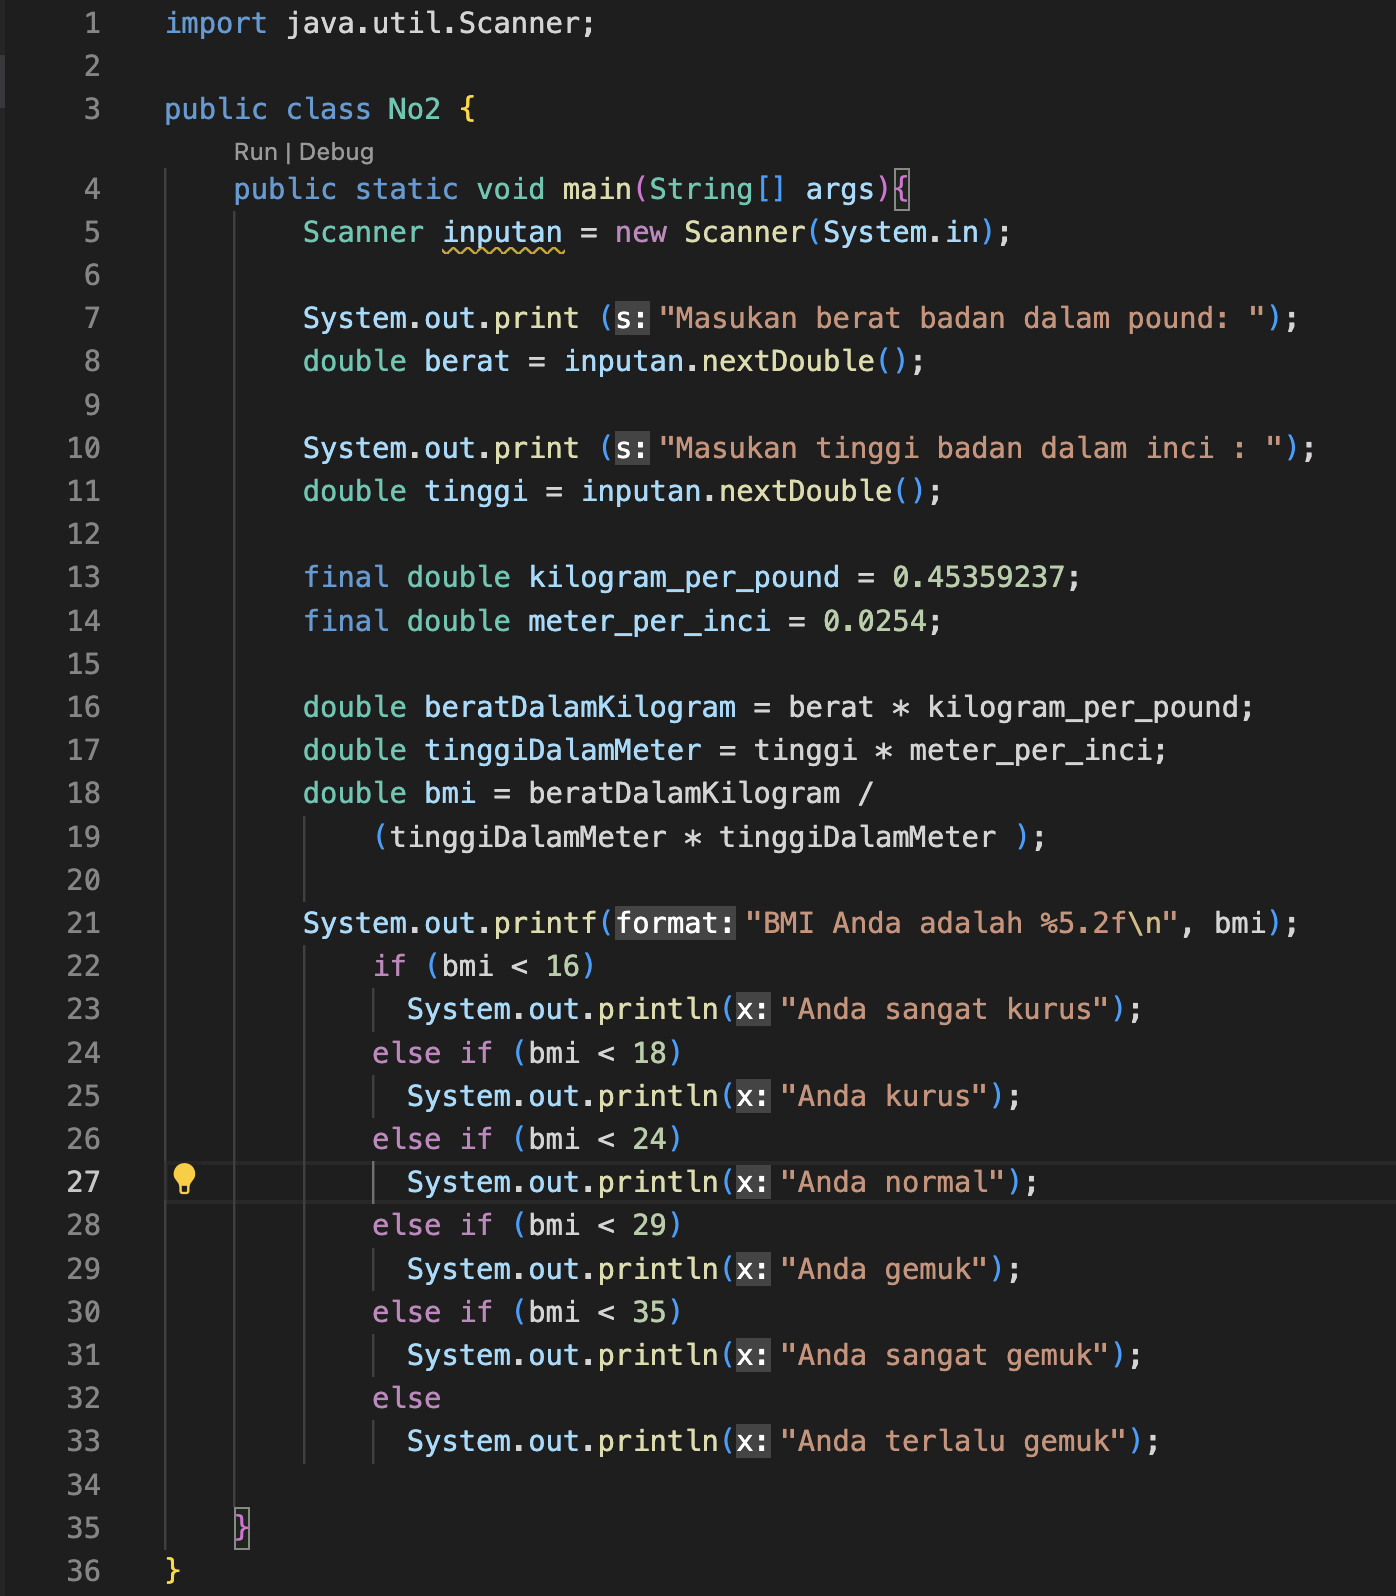 1 import java.util.Scanner;
2
3 public class No2 {
Run | Debug
4 public static void main(String[] args){
5 Scanner inputan = new Scanner(System.in);
6
7 System.out.print (s: "Masukan berat badan dalam pound: ");
8 double berat = inputan.nextDouble();
9
10 System.out.print (s: "Masukan tinggi badan dalam inci : ");
11 double tinggi = inputan.nextDouble();
12
13 final double kilogram_per_pound = 0.45359237;
14 final double meter_per_inci = 0.0254;
15
16 double beratDalamKilogram = berat * kilogram_per_pound;
17 double tinggiDalamMeter = tinggi * meter_per_inci;
18 double bmi = beratDalamKilogram /
19 (tinggiDalamMeter * tinggiDalamMeter );
20
21 System.out.printf(format: "BMI Anda adalah %5.2f\n", bmi);
22 if (bmi < 16)
23 System.out.println(x: "Anda sangat kurus");
24 else if (bmi < 18)
25 System.out.println(x: "Anda kurus");
26 else if (bmi < 24)
27 System.out.println(x: "Anda normal");
28 else if (bmi < 29)
29 System.out.println(x: "Anda gemuk");
30 else if (bmi < 35)
31 System.out.println(x: "Anda sangat gemuk");
32 else
33 System.out.println(x: "Anda terlalu gemuk");
34
35 }
36 }